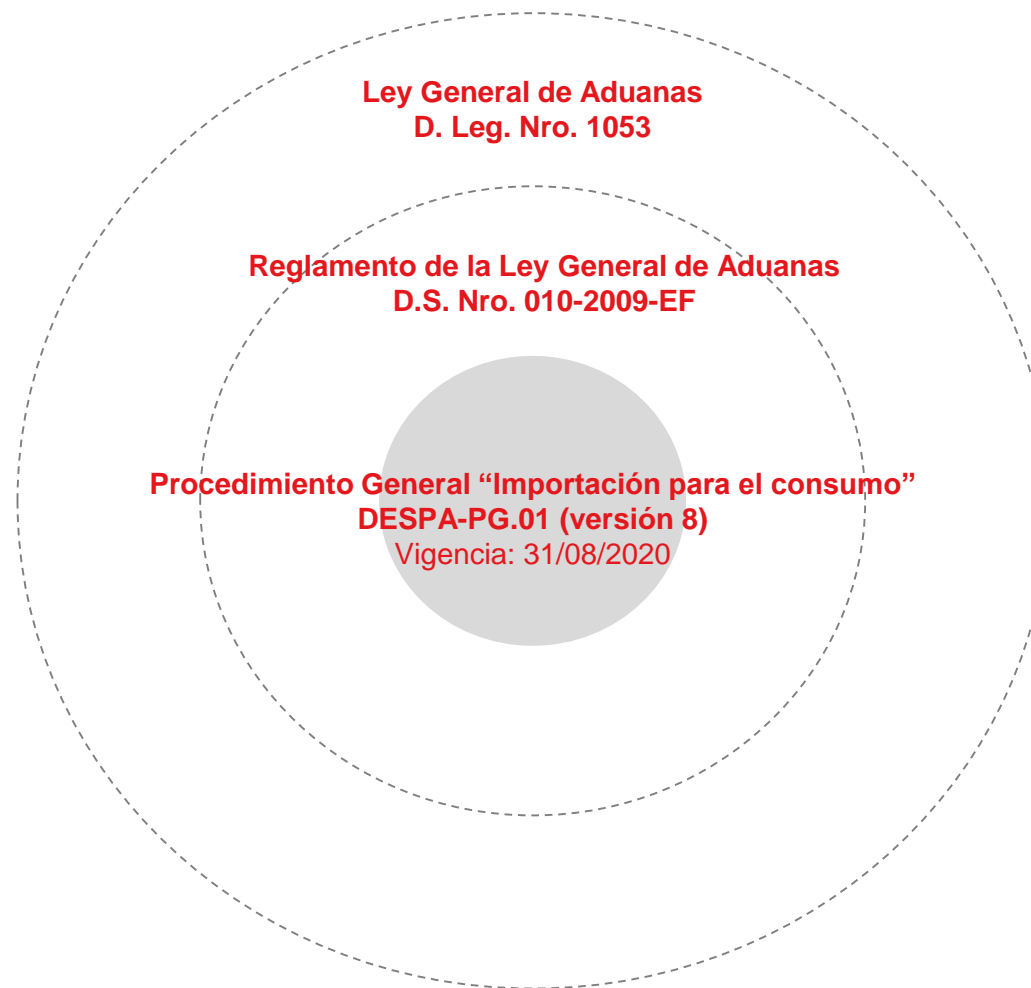 Ley General de Aduanas
D. Leg. Nro. 1053
Reglamento de la Ley General de Aduanas
D.S. Nro. 010-2009-EF
Procedimiento General “Importación para el consumo”
DESPA-PG.01 (versión 8)
Vigencia: 31/08/2020